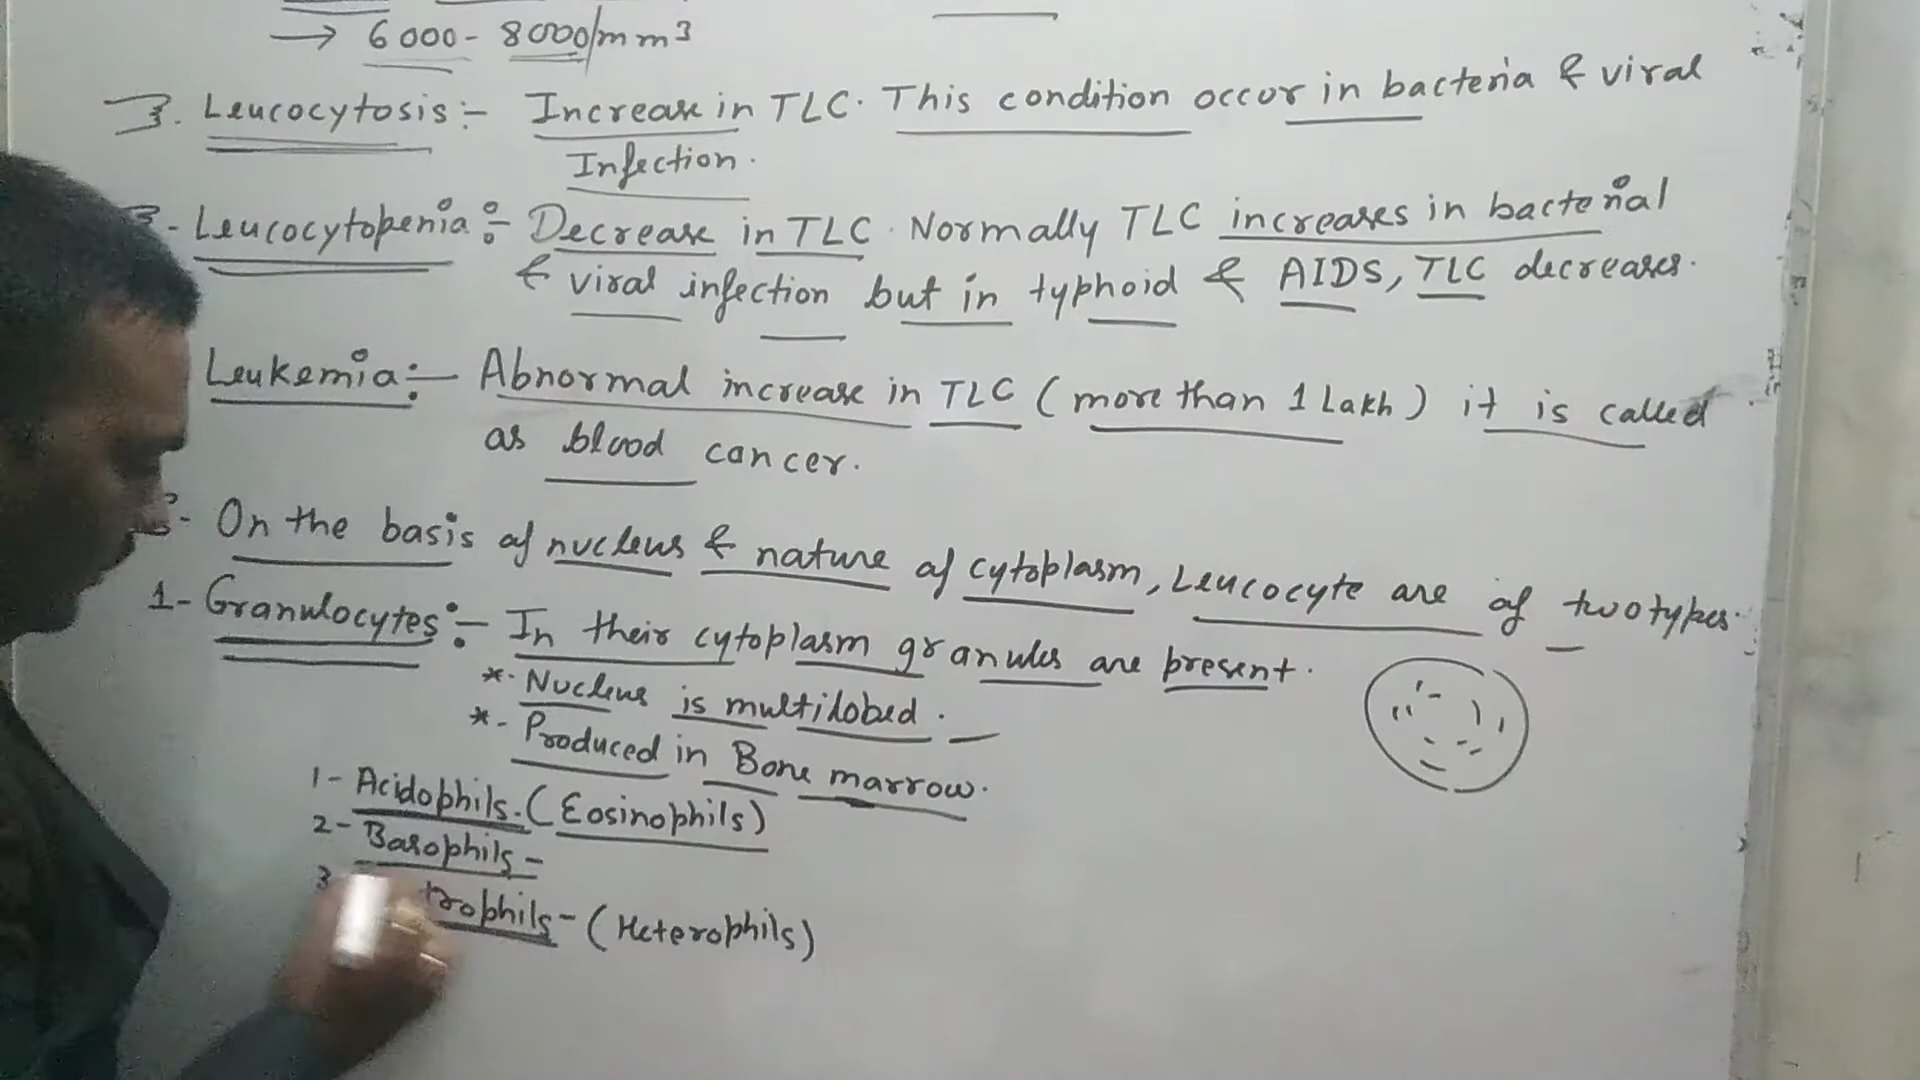 → 6000 - 8000/mm³
3. Leucocytosis :- Increase in TLC. This condition occur in bacteria & viral
Infection.
- Leucocytopenia :- Decrease in TLC. Normally TLC increases in bacterial
& viral infection but in typhoid & AIDS, TLC decreases.
Leukemia :- Abnormal increase in TLC (more than 1 Lakh) it is called
as blood cancer.
- On the basis of nucleus & nature of cytoplasm, Leucocyte are of two types.
1- Granulocytes :- In their cytoplasm granules are present.
*- Nucleus is multilobed.
*- Produced in Bone marrow.
1- Acidophils. (Eosinophils)
2- Basophils -
3 trophils - (Heterophils)